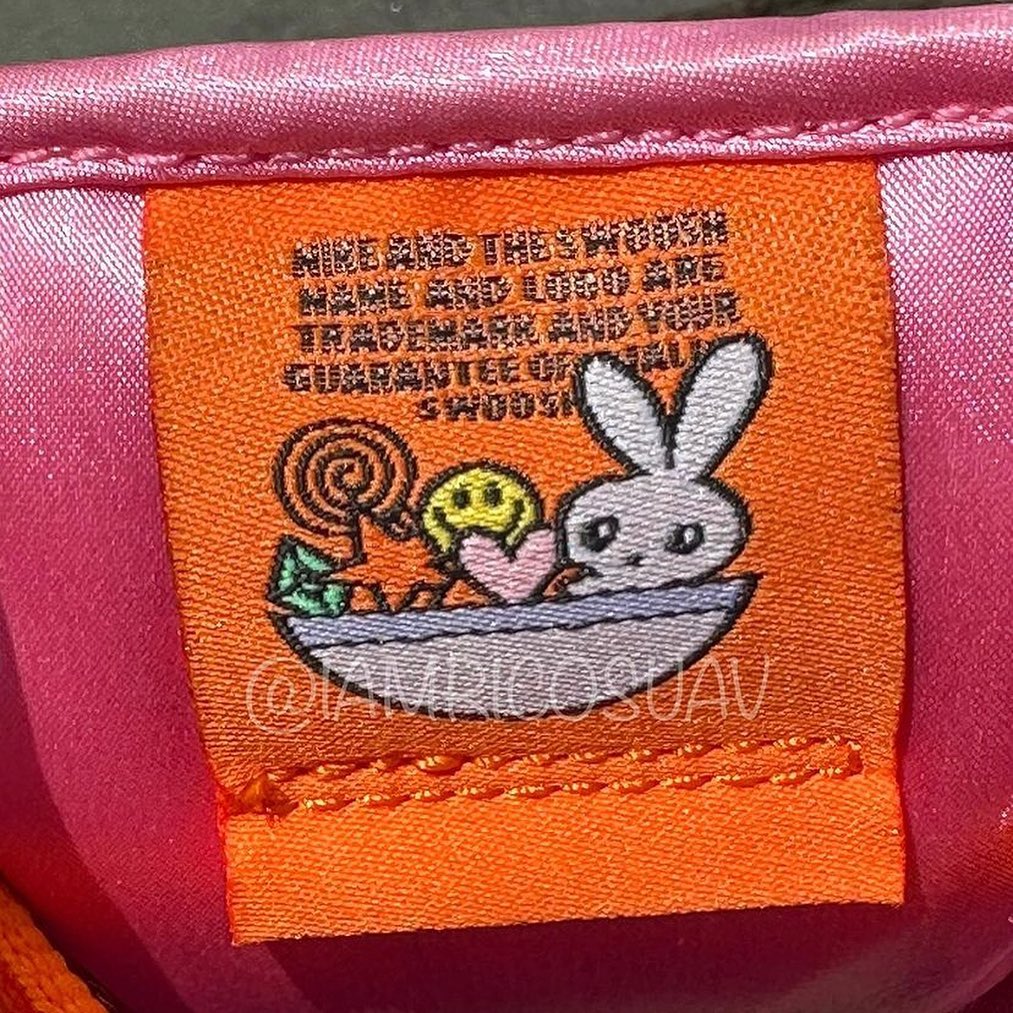 NIKE AND THE SWOOSH
NAME AND LOGO ARE
TRADEMARK AND YOUR
GUARANTEE OF
SWOOSH
@IAMRICOSUAV